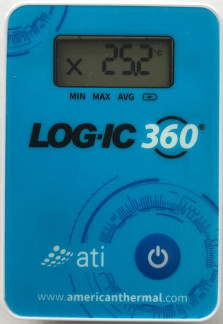 x 25.2 °C
MIN MAX AVG
LOG·IC 360®
ati
www.americanthermal.com